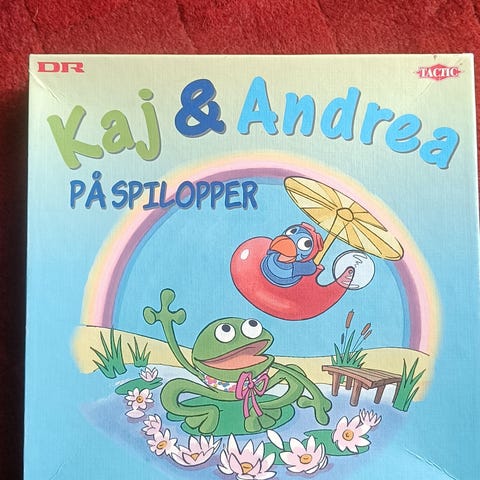 DR
TACTIC
Kaj & Andrea
PÅ SPILOPPER